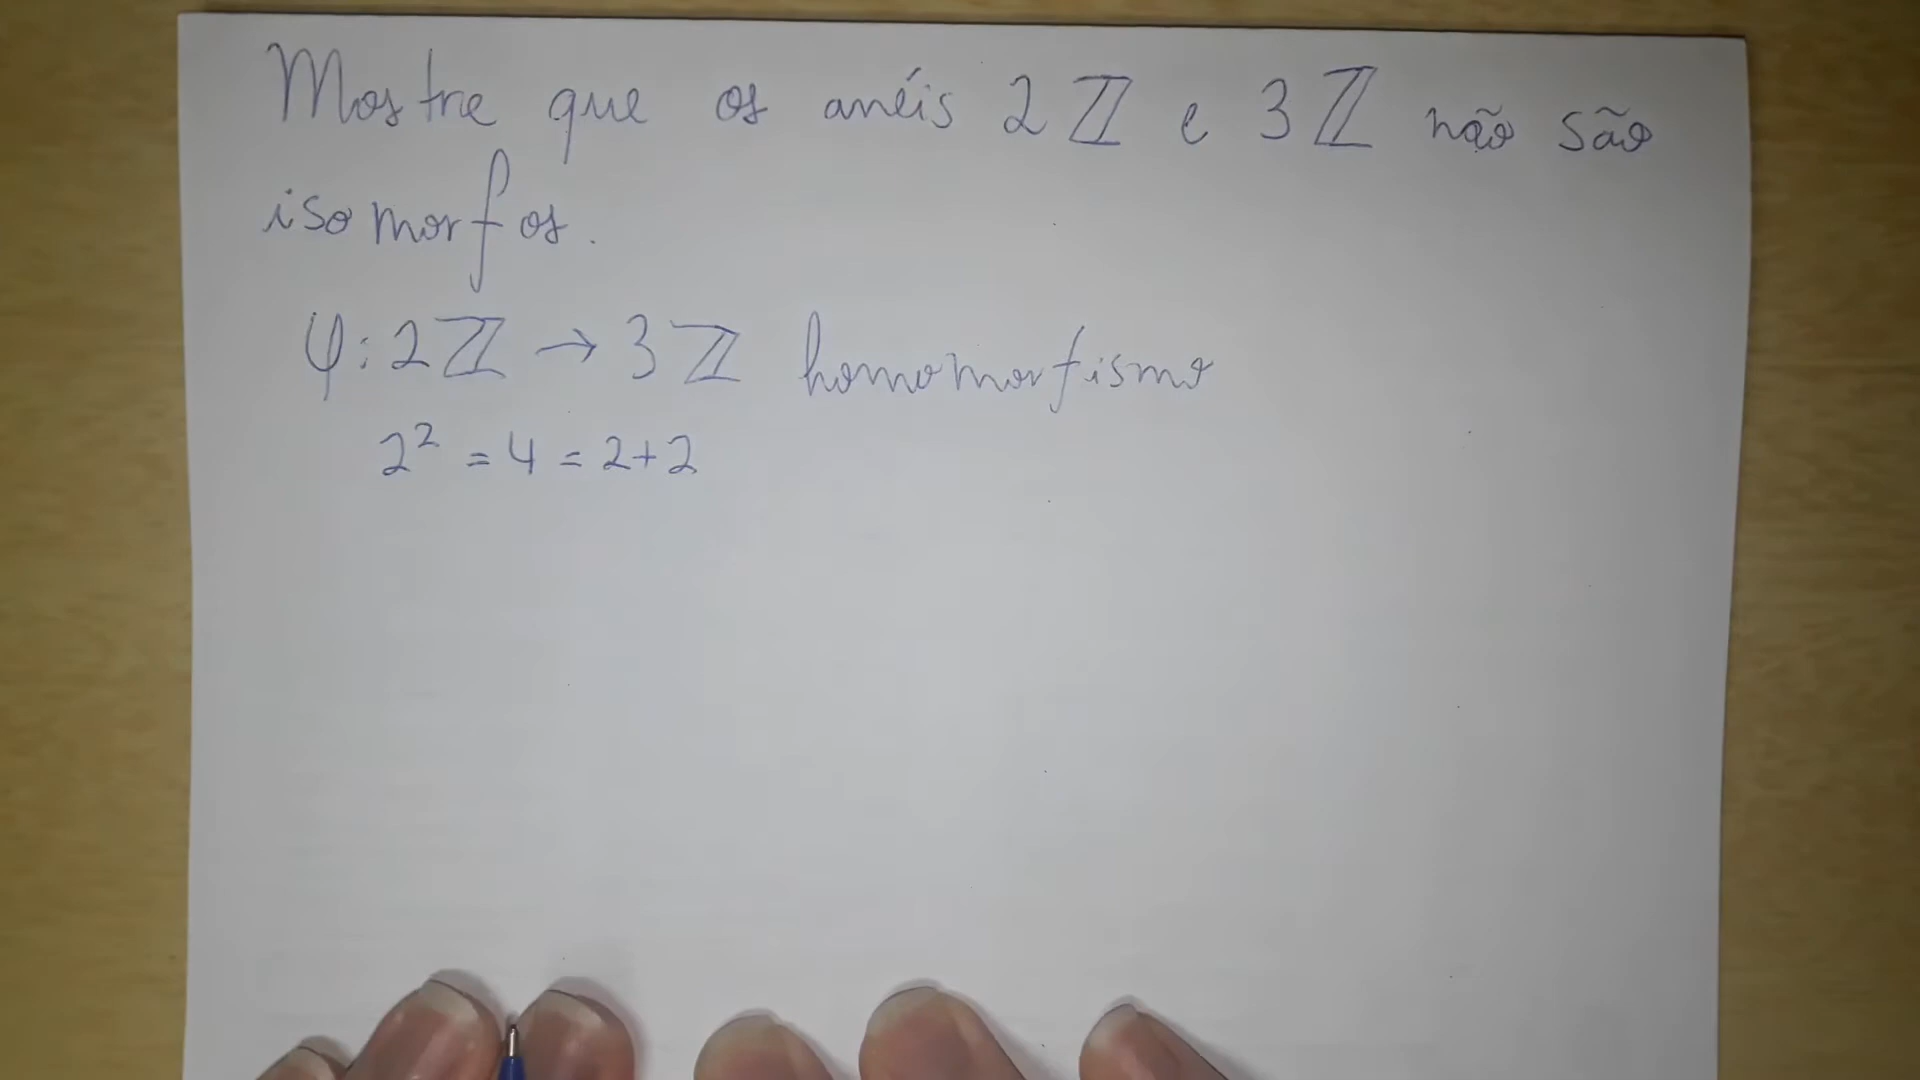 Mostre que os anéis 2ℤ e 3ℤ não são
isomorfos.
φ: 2ℤ → 3ℤ homomorfismo
2² = 4 = 2+2